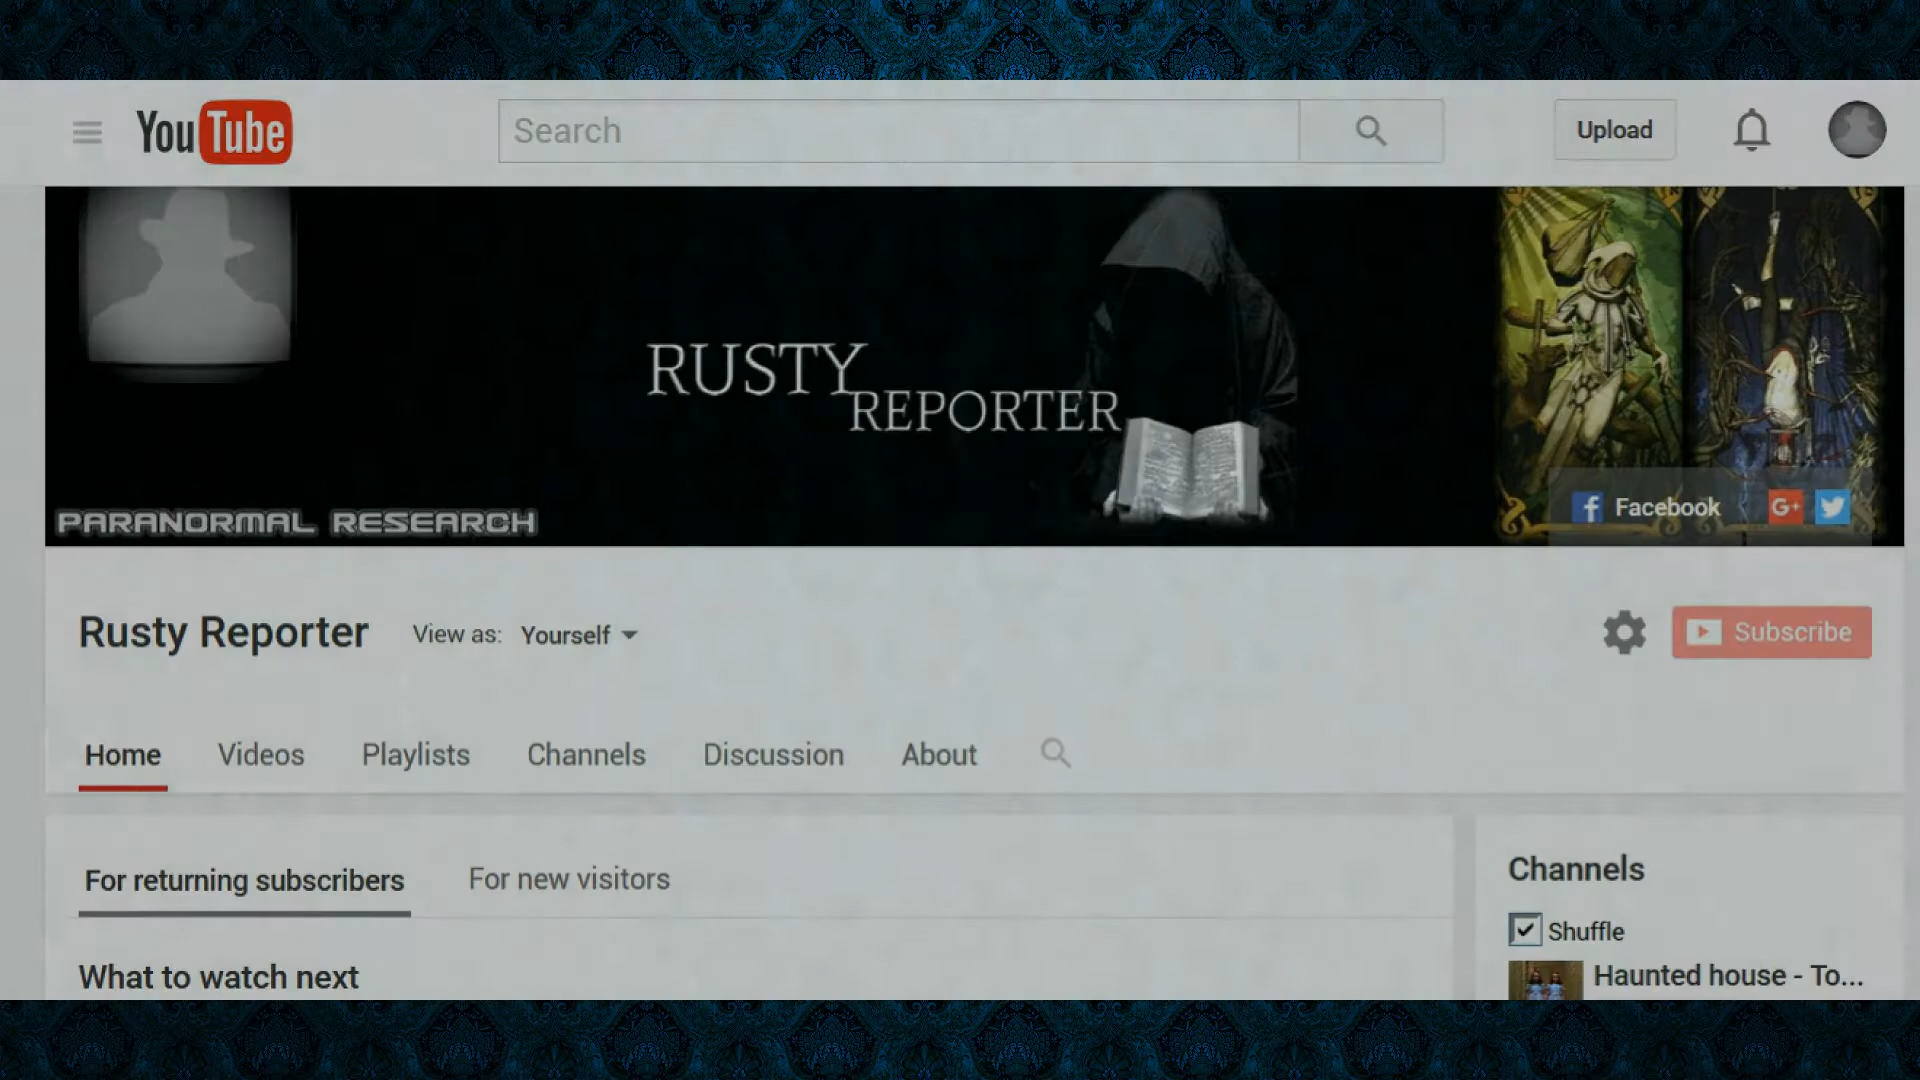 YouTube
Search
Upload
RUSTY
REPORTER
PARANORMAL RESEARCH
Facebook
G+
Rusty Reporter
View as: Yourself
Subscribe
Home Videos Playlists Channels Discussion About
For returning subscribers For new visitors
Channels
Shuffle
What to watch next
Haunted house - To...